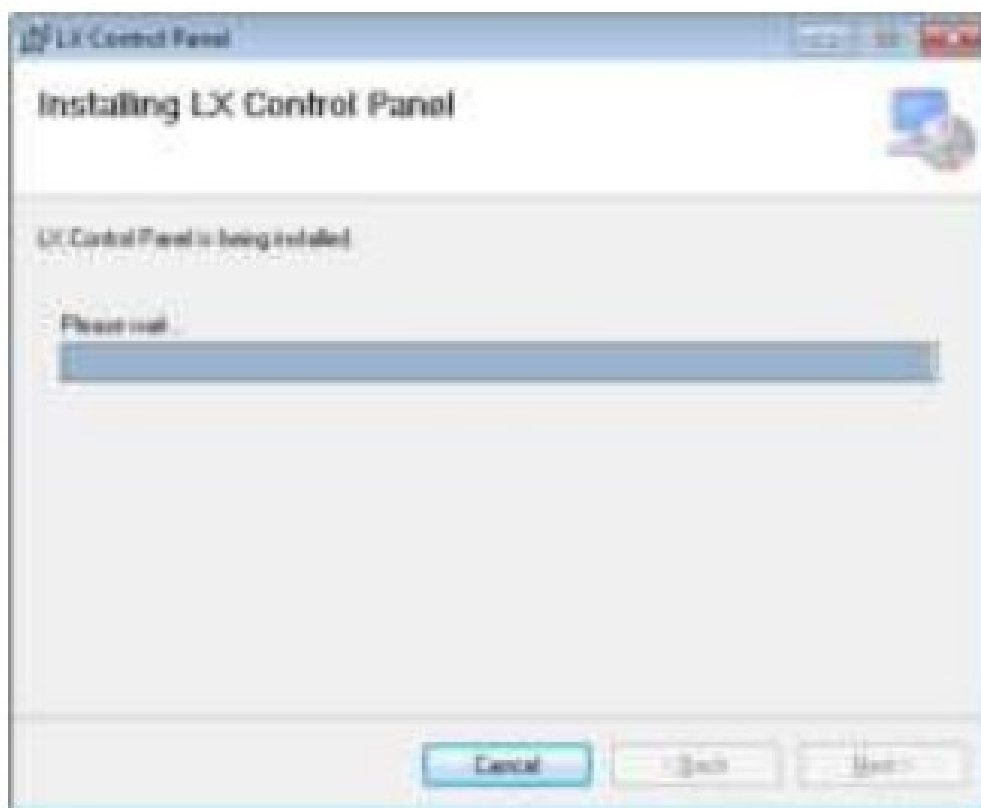 LX Control Panel
Installing LX Control Panel
LX Control Panel is being installed.
Please wait...
Cancel
< Back
Next >